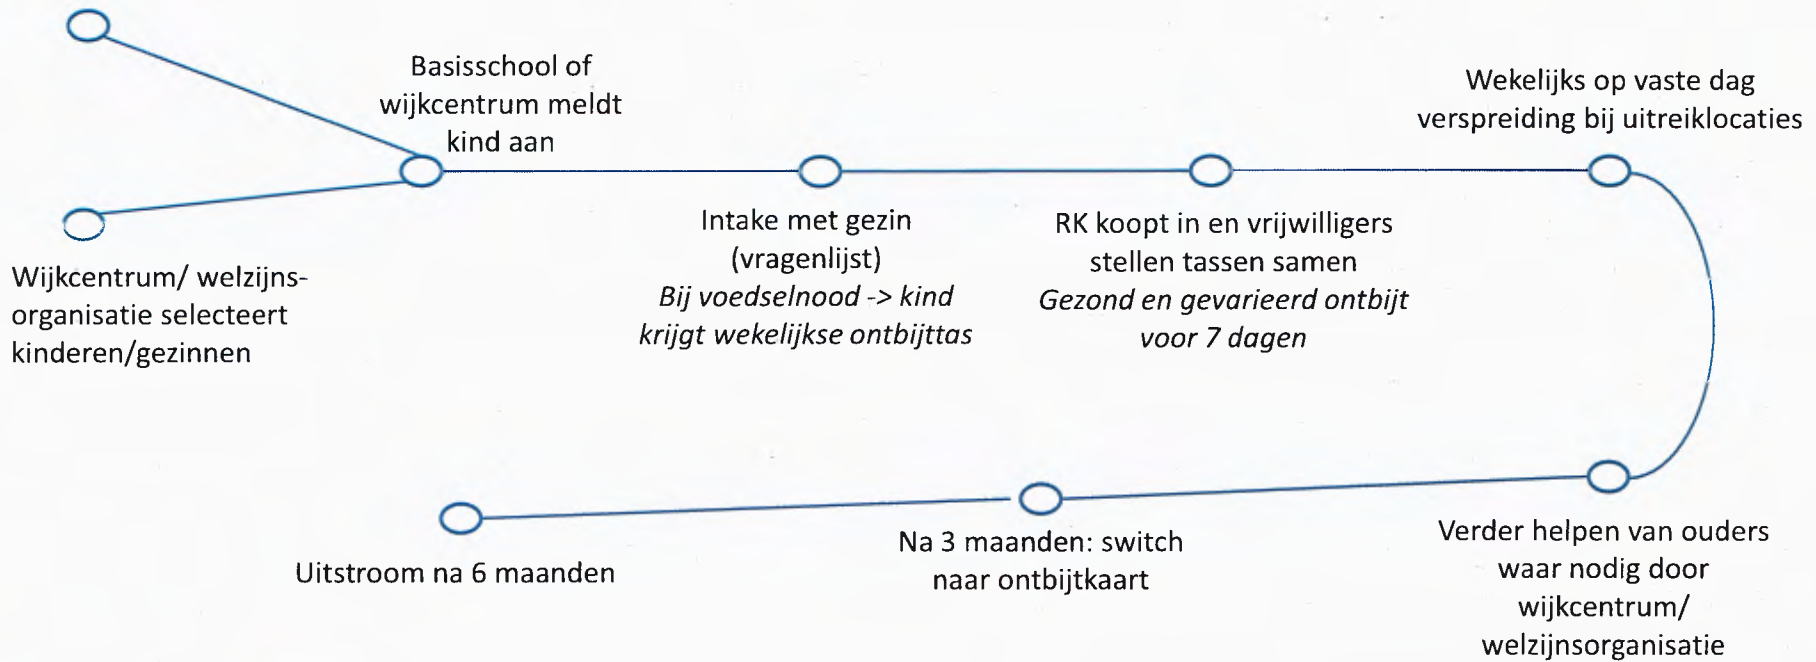 Basisschool of
wijkcentrum meldt
kind aan
Wijkcentrum/ welzijns-
organisatie selecteert
kinderen/gezinnen
Intake met gezin
(vragenlijst)
Bij voedselnood -> kind
krijgt wekelijkse ontbijttas
RK koopt in en vrijwilligers
stellen tassen samen
Gezond en gevarieerd ontbijt
voor 7 dagen
Wekelijks op vaste dag
verspreiding bij uitreiklocaties
Verder helpen van ouders
waar nodig door
wijkcentrum/
welzijnsorganisatie
Na 3 maanden: switch
naar ontbijtkaart
Uitstroom na 6 maanden